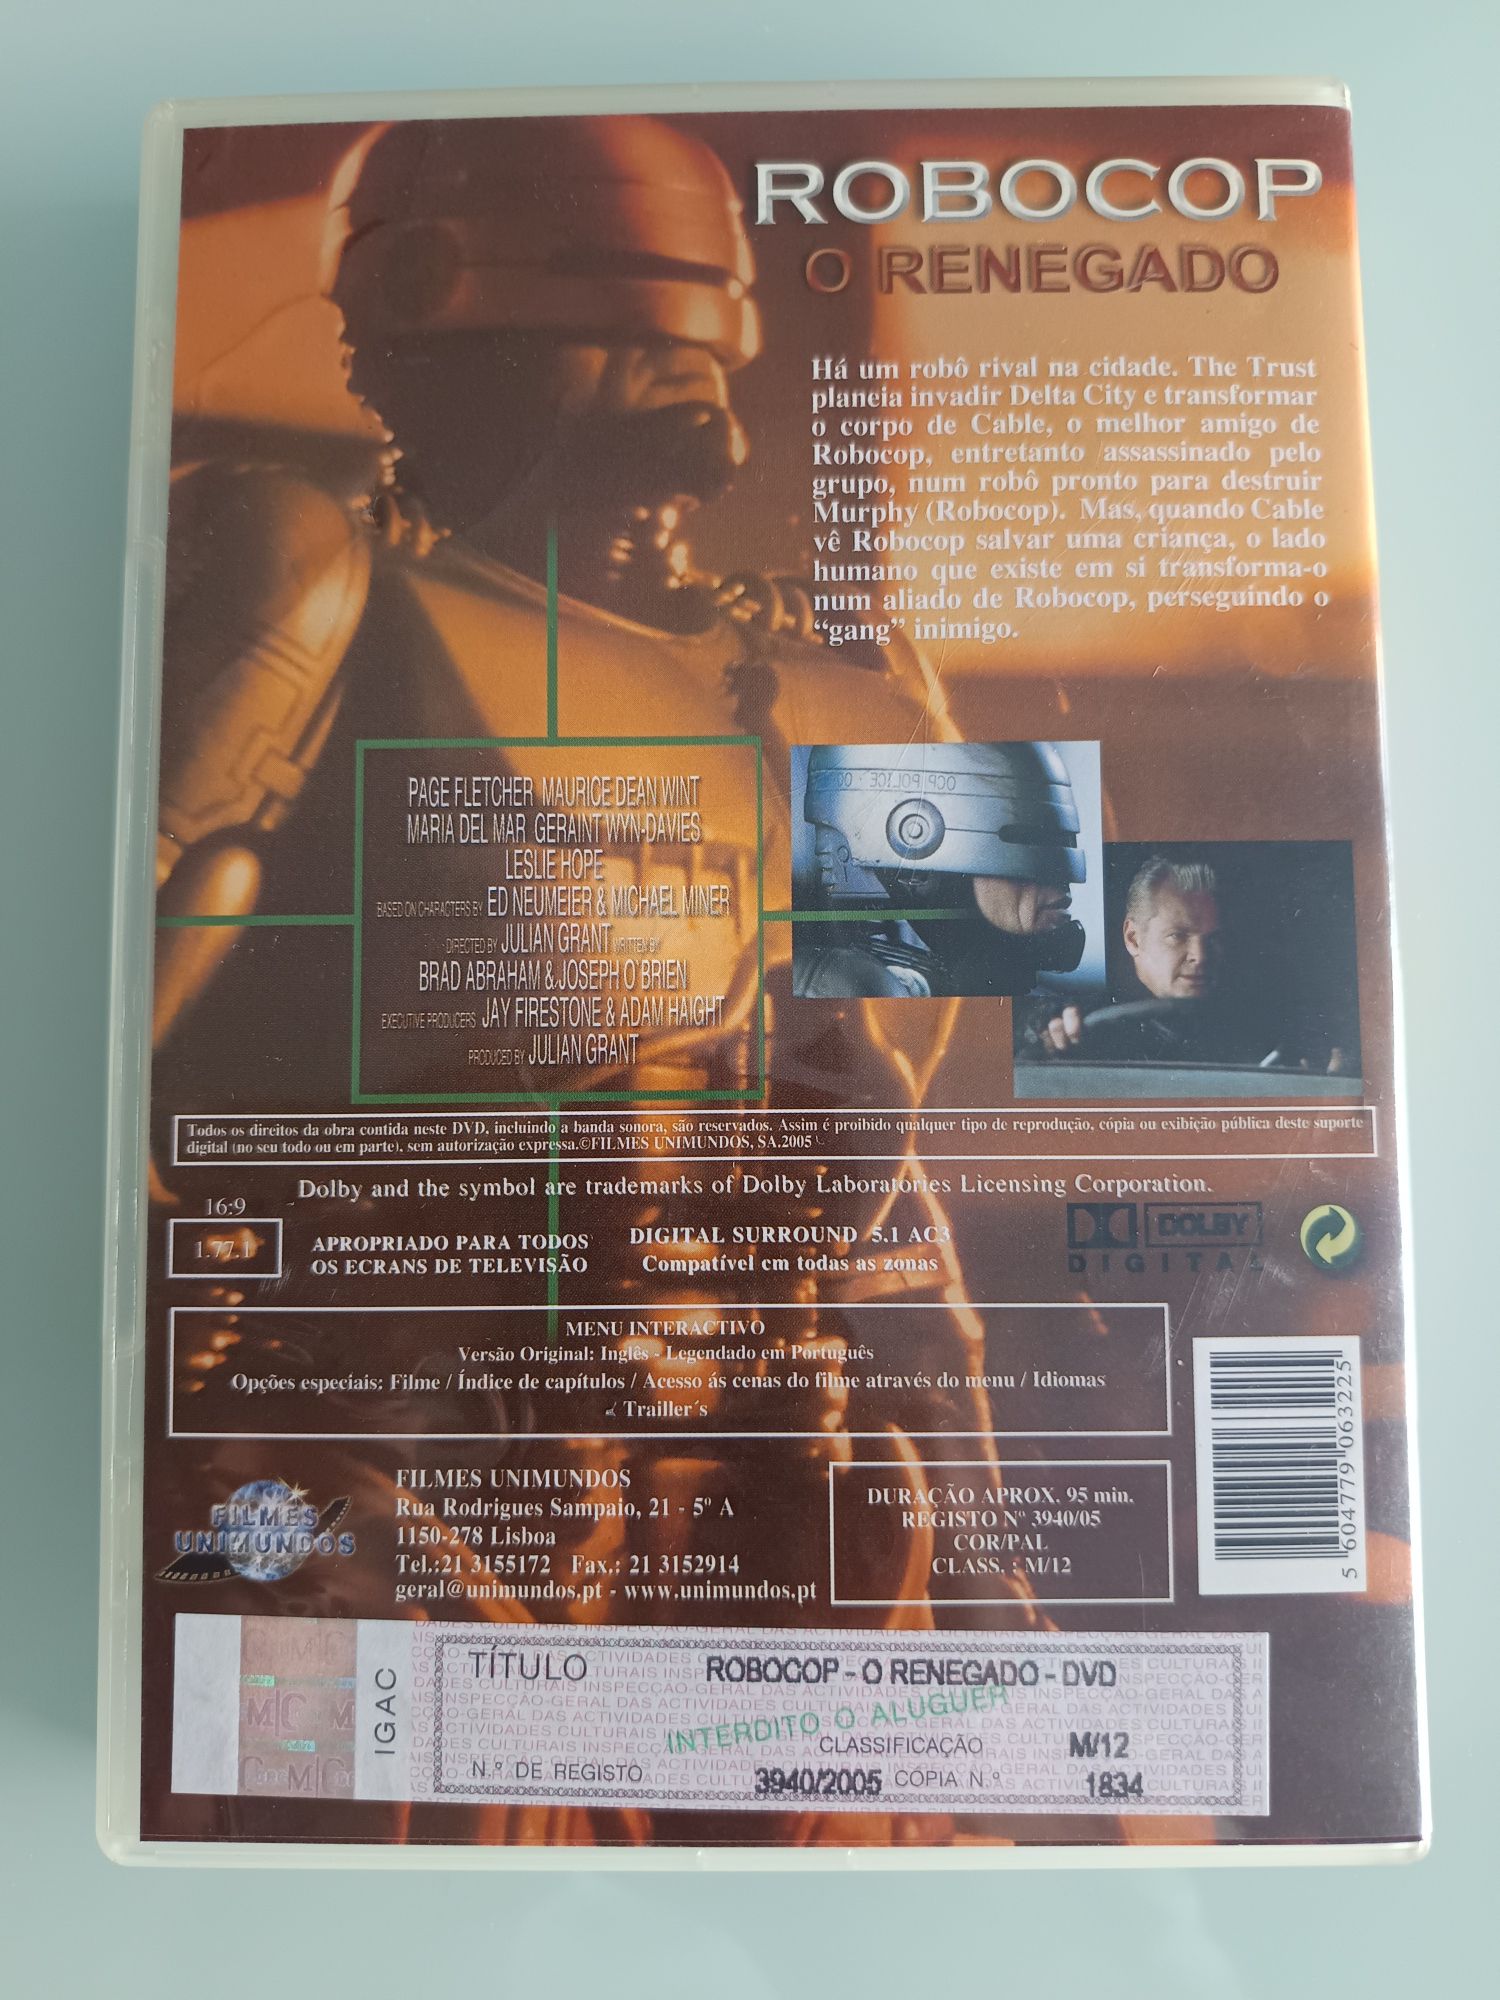 ROBOCOP
O RENEGADO
Há um robô rival na cidade. The Trust
planeia invadir Delta City e transformar
o corpo de Cable, o melhor amigo de
Robocop, entretanto assassinado pelo
grupo, num robô pronto para destruir
Murphy (Robocop). Mas, quando Cable
vê Robocop salvar uma criança, o lado
humano que existe em si transforma-o
num aliado de Robocop, perseguindo o
“gang” inimigo.
PAGE FLETCHER MAURICE DEAN WINT
MARIA DEL MAR GERAINT WYN-DAVIES
LESLIE HOPE
BASED ON CHARACTERS BY ED NEUMEIER & MICHAEL MINER
DIRECTED BY JULIAN GRANT WRITTEN BY
BRAD ABRAHAM & JOSEPH O´BRIEN
EXECUTIVE PRODUCERS JAY FIRESTONE & ADAM HAIGHT
PRODUCED BY JULIAN GRANT
OCP POLICE
Todos os direitos da obra contida neste DVD, incluindo a banda sonora, são reservados. Assim é proibido qualquer tipo de reprodução, cópia ou exibição pública deste suporte
digital (no seu todo ou em parte), sem autorização expressa.©FILMES UNIMUNDOS, SA.2005
Dolby and the symbol are trademarks of Dolby Laboratories Licensing Corporation.
16:9
1.77.1
APROPRIADO PARA TODOS
OS ECRANS DE TELEVISÃO
DIGITAL SURROUND 5.1 AC3
Compatível em todas as zonas
DOLBY
DIGITAL
MENU INTERACTIVO
Versão Original: Inglês - Legendado em Português
Opções especiais: Filme / Índice de capítulos / Acesso ás cenas do filme através do menu / Idiomas
Trailler´s
FILMES
UNIMUNDOS
FILMES UNIMUNDOS
Rua Rodrigues Sampaio, 21 - 5º A
1150-278 Lisboa
Tel.:21 3155172 Fax.: 21 3152914
geral@unimundos.pt - www.unimundos.pt
DURAÇÃO APROX. 95 min.
REGISTO Nº 3940/05
COR/PAL
CLASS. : M/12
5 604779 063225
IGAC
TÍTULO ROBOCOP - O RENEGADO - DVD
INTERDITO O ALUGUER
CLASSIFICAÇÃO M/12
N.º DE REGISTO 3940/2005 CÓPIA N.º 1834